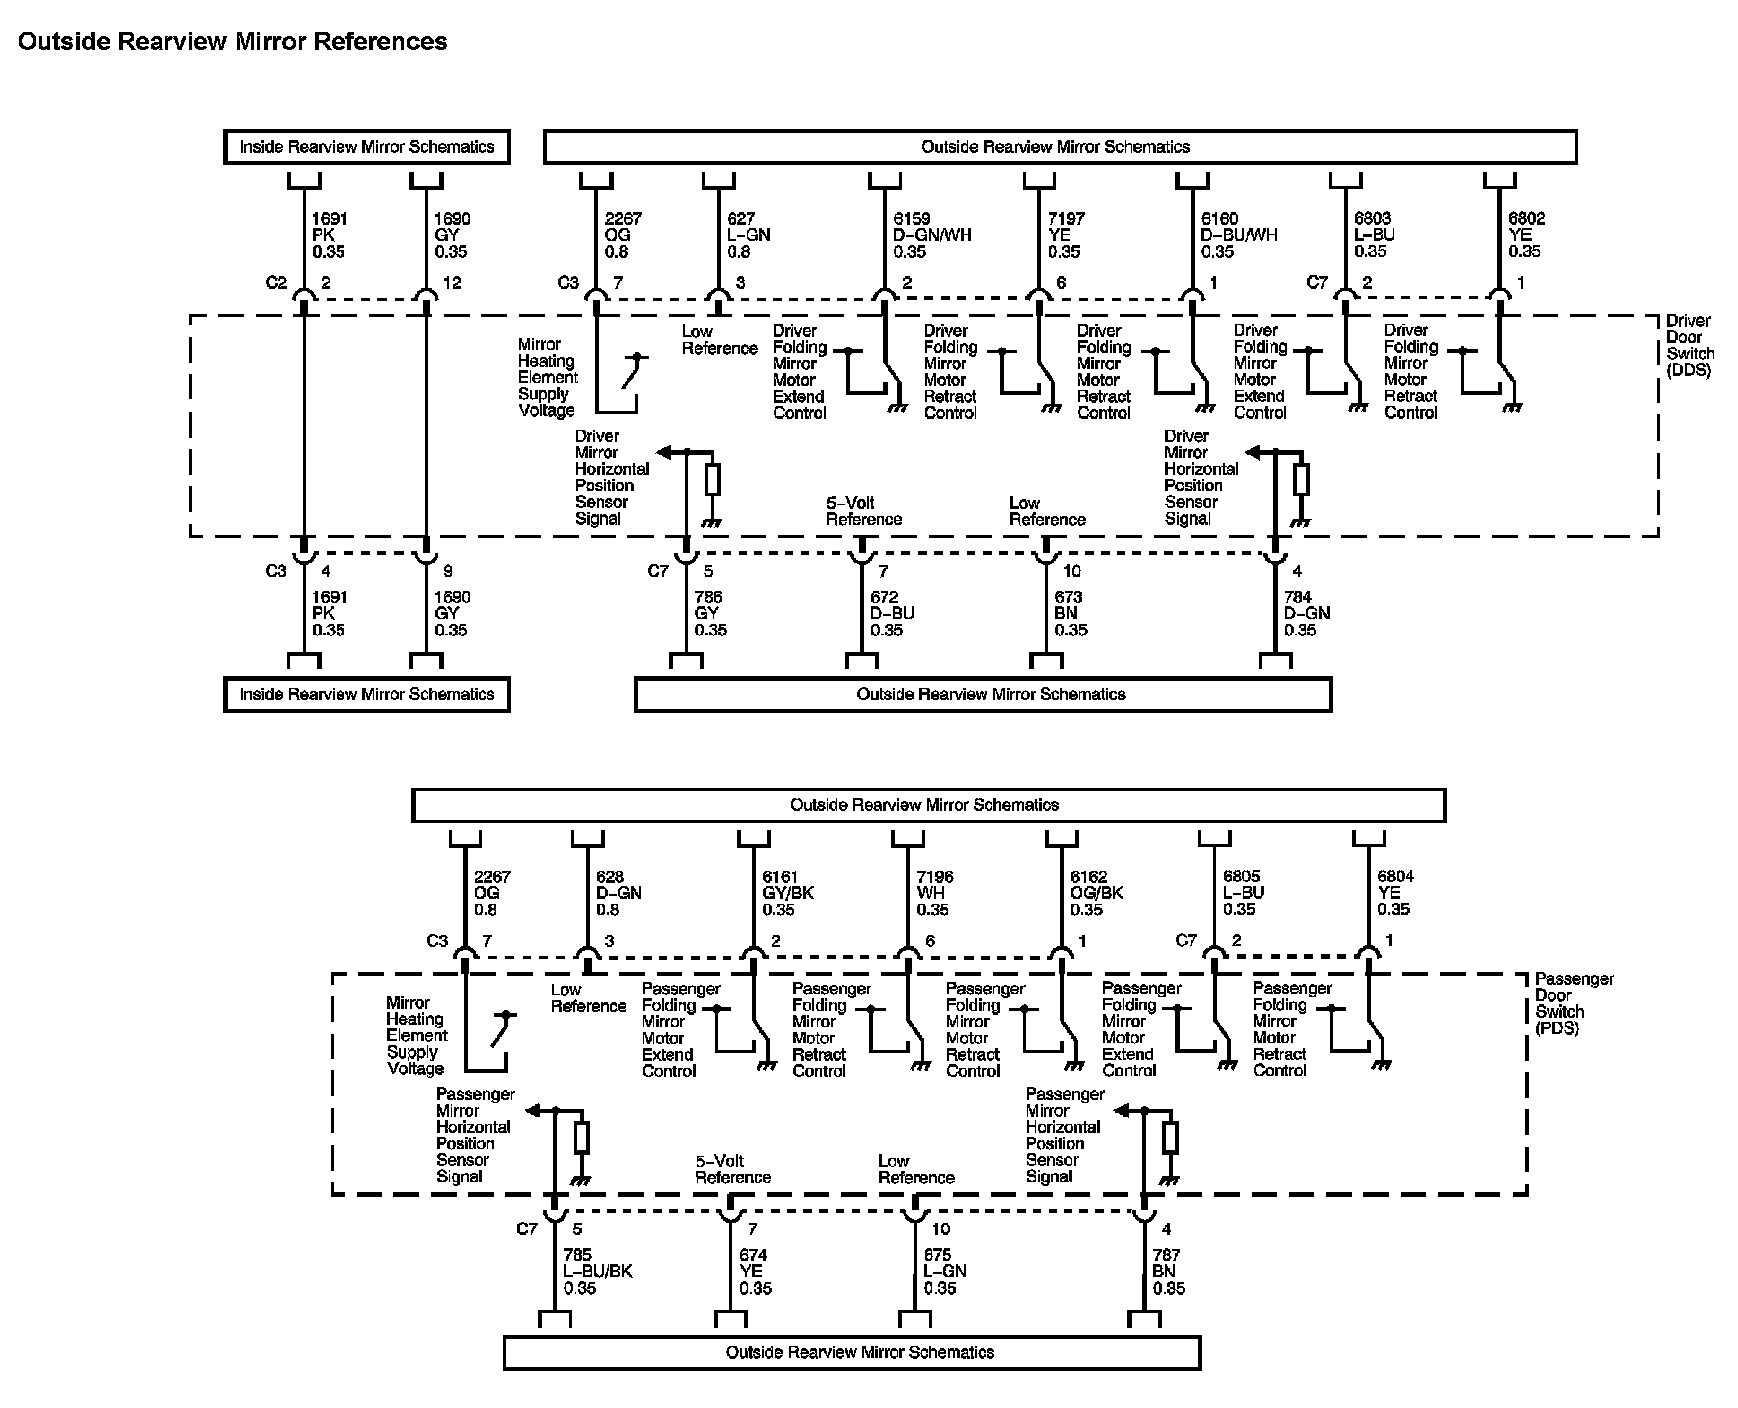 Outside Rearview Mirror References
Inside Rearview Mirror Schematics
Outside Rearview Mirror Schematics
1691
PK
0.35
1690
GY
0.35
2267
OG
0.8
627
L-GN
0.8
6159
D-GN/WH
0.35
7197
YE
0.35
6160
D-BU/WH
0.35
6803
L-BU
0.35
6802
YE
0.35
C2 2 12 C3 7 3 2 6 1 C7 2 1
Mirror
Heating
Element
Supply
Voltage
Low
Reference
Driver
Folding
Mirror
Motor
Extend
Control
Driver
Folding
Mirror
Motor
Retract
Control
Driver
Folding
Mirror
Motor
Retract
Control
Driver
Folding
Mirror
Motor
Extend
Control
Driver
Folding
Mirror
Motor
Retract
Control
Driver
Door
Switch
(DDS)
Driver
Mirror
Horizontal
Position
Sensor
Signal
5-Volt
Reference
Low
Reference
Driver
Mirror
Horizontal
Position
Sensor
Signal
C3 4 9 C7 5 7 10 4
1691
PK
0.35
1690
GY
0.35
786
GY
0.35
672
D-BU
0.35
673
BN
0.35
784
D-GN
0.35
Inside Rearview Mirror Schematics
Outside Rearview Mirror Schematics
Outside Rearview Mirror Schematics
2267
OG
0.8
628
D-GN
0.8
6161
GY/BK
0.35
7196
WH
0.35
6162
OG/BK
0.35
6805
L-BU
0.35
6804
YE
0.35
C3 7 3 2 6 1 C7 2 1
Mirror
Heating
Element
Supply
Voltage
Low
Reference
Passenger
Folding
Mirror
Motor
Extend
Control
Passenger
Folding
Mirror
Motor
Retract
Control
Passenger
Folding
Mirror
Motor
Retract
Control
Passenger
Folding
Mirror
Motor
Extend
Control
Passenger
Folding
Mirror
Motor
Retract
Control
Passenger
Door
Switch
(PDS)
Passenger
Mirror
Horizontal
Position
Sensor
Signal
5-Volt
Reference
Low
Reference
Passenger
Mirror
Horizontal
Position
Sensor
Signal
C7 5 7 10 4
785
L-BU/BK
0.35
674
YE
0.35
675
L-GN
0.35
787
BN
0.35
Outside Rearview Mirror Schematics